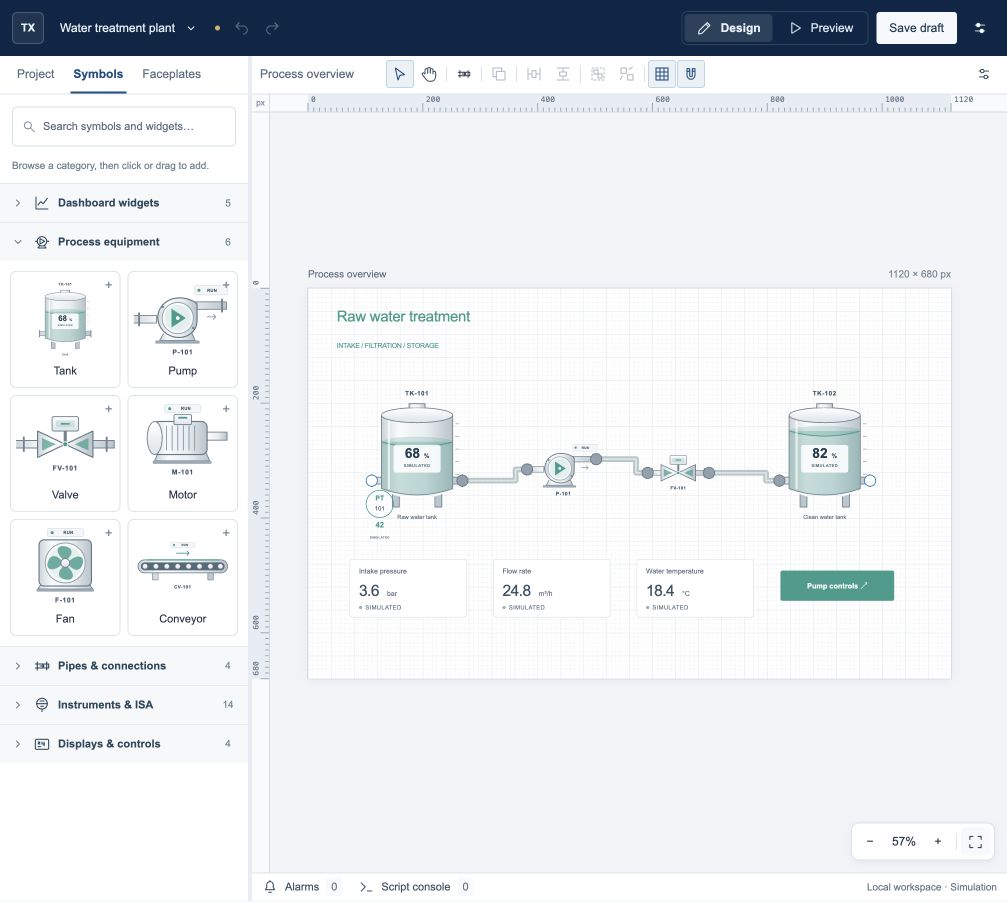 TX
Water treatment plant
Design
Preview
Save draft
Project
Symbols
Faceplates
Process overview
Search symbols and widgets...
Browse a category, then click or drag to add.
Dashboard widgets
5
Process equipment
6
TK-101
68 %
SIMULATED
Tank
RUN
P-101
Pump
FV-101
Valve
RUN
M-101
Motor
RUN
F-101
Fan
RUN
CV-101
Conveyor
Pipes & connections
4
Instruments & ISA
14
Displays & controls
4
px
0
200
400
600
800
1000
1120
0
200
400
600
680
Process overview
1120 × 680 px
Raw water treatment
INTAKE / FILTRATION / STORAGE
TK-101
68 %
SIMULATED
Raw water tank
PT
101
42
SIMULATED
RUN
P-101
FV-101
TK-102
82 %
SIMULATED
Clean water tank
Intake pressure
3.6 bar
SIMULATED
Flow rate
24.8 m³/h
SIMULATED
Water temperature
18.4 °C
SIMULATED
Pump controls ↗
− 57% +
Alarms 0
Script console 0
Local workspace · Simulation